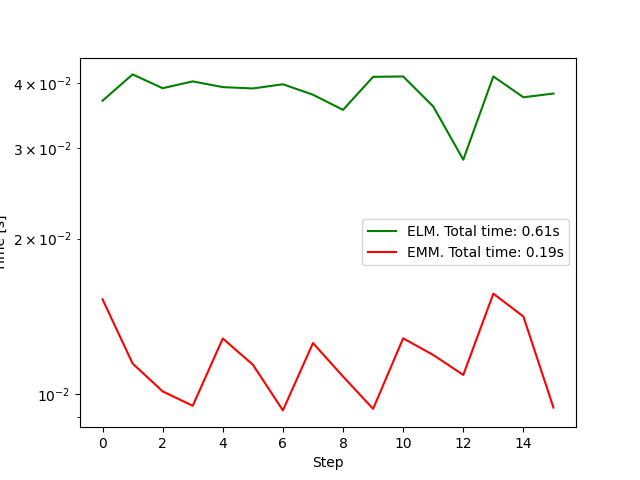 4 × 10⁻²
3 × 10⁻²
2 × 10⁻²
10⁻²
ELM. Total time: 0.61s
EMM. Total time: 0.19s
0 2 4 6 8 10 12 14
Step